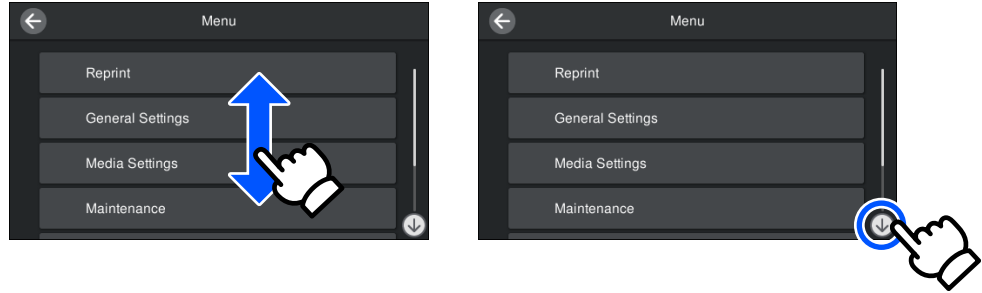 Menu
Reprint
General Settings
Media Settings
Maintenance
Menu
Reprint
General Settings
Media Settings
Maintenance